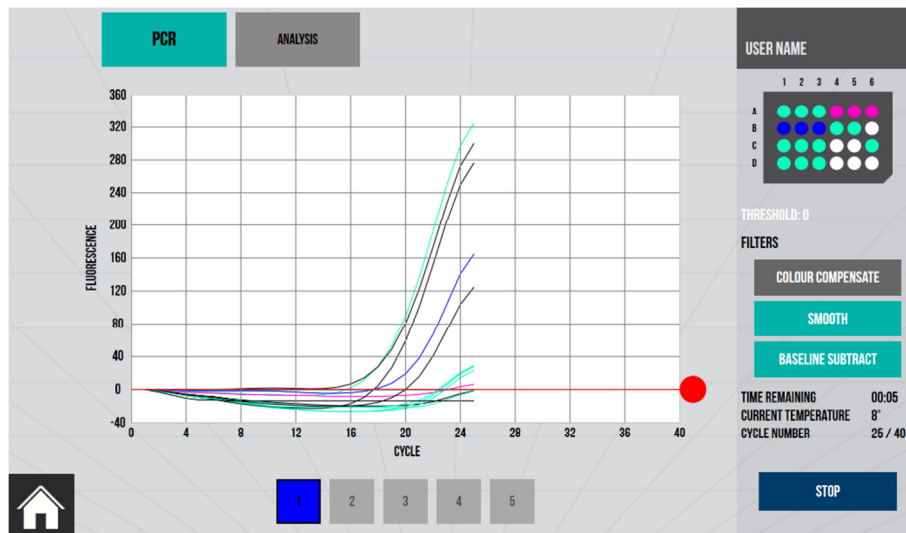 PCR
ANALYSIS
USER NAME
1 2 3 4 5 6
A
B
C
D
360
320
280
240
200
160
120
80
40
0
-40
FLUORESCENCE
0 4 8 12 16 20 24 28 32 36 40
CYCLE
THRESHOLD: 0
FILTERS
COLOUR COMPENSATE
SMOOTH
BASELINE SUBTRACT
TIME REMAINING 00:05
CURRENT TEMPERATURE 8°
CYCLE NUMBER 25 / 40
1 2 3 4 5
STOP